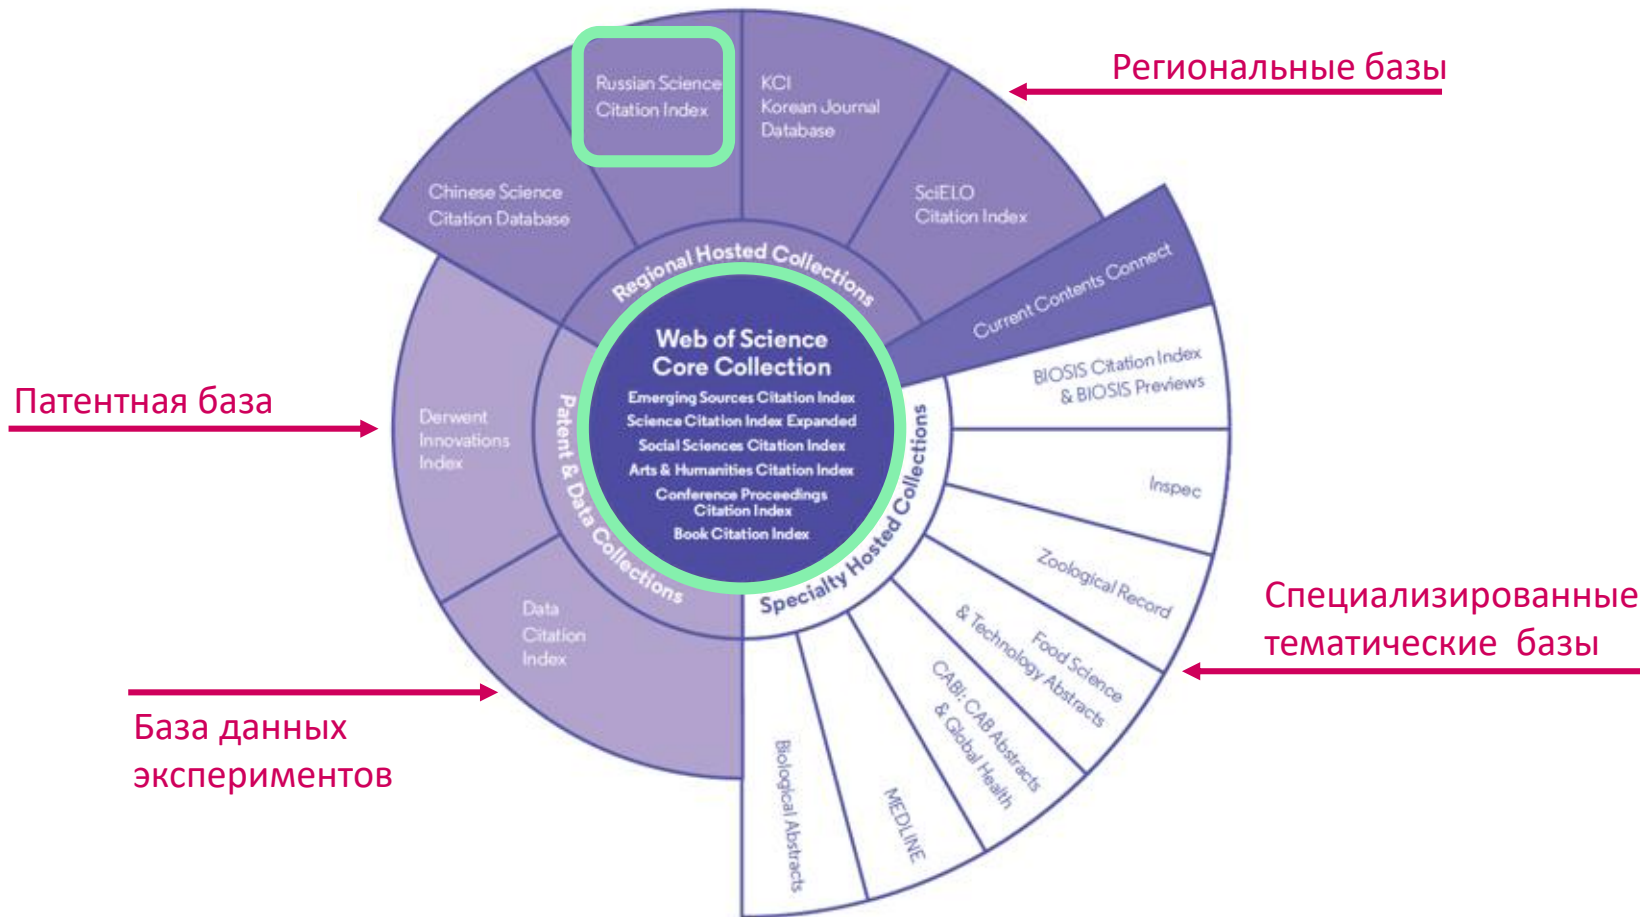 Региональные базы
Russian Science
Citation Index
KCI
Korean Journal
Database
Chinese Science
Citation Database
SciELO
Citation Index
Regional Hosted Collections
Current Contents Connect
Web of Science
Core Collection
Emerging Sources Citation Index
Science Citation Index Expanded
Social Sciences Citation Index
Arts & Humanities Citation Index
Conference Proceedings
Citation Index
Book Citation Index
BIOSIS Citation Index
& BIOSIS Previews
Патентная база
Derwent
Innovations
Index
Patent & Data Collections
Specialty Hosted Collections
Inspec
Zoological Record
Food Science
& Technology Abstracts
CABI: CAB Abstracts
& Global Health
MEDLINE
Biological Abstracts
Data
Citation
Index
Специализированные
тематические базы
База данных
экспериментов